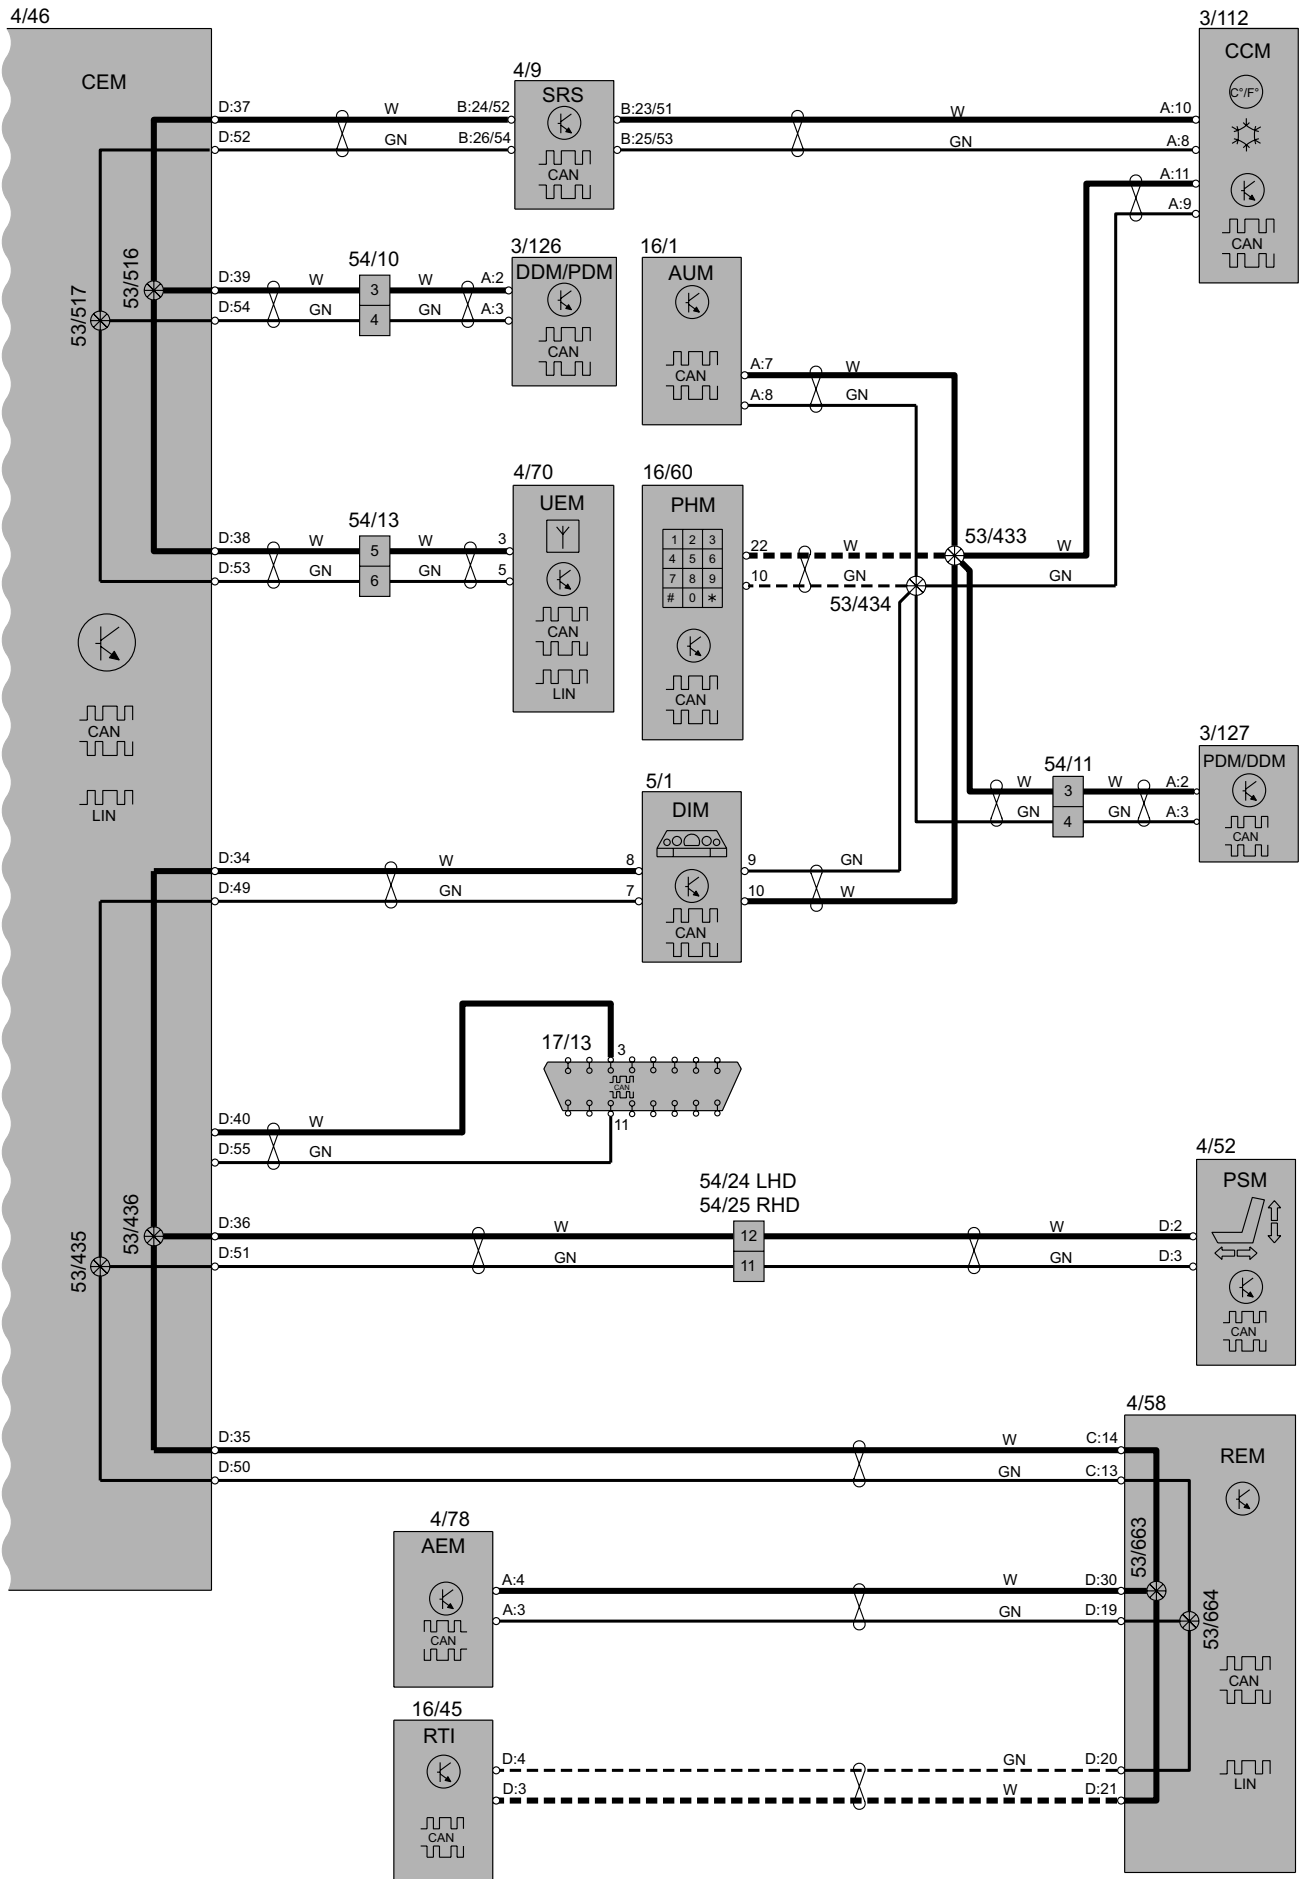 4/46
3/112
CEM
CCM
4/9
C°/F°
SRS
D:37
W
B:24/52
B:23/51
W
A:10
D:52
GN
B:26/54
B:25/53
GN
A:8
CAN
A:11
A:9
CAN
53/517
53/516
54/10
3/126
16/1
D:39
W
3
W
A:2
DDM/PDM
AUM
D:54
GN
4
GN
A:3
CAN
CAN
A:7
W
A:8
GN
4/70
16/60
54/13
UEM
PHM
D:38
W
5
W
3
1 2 3
4 5 6
7 8 9
# 0 *
22
W
53/433
W
D:53
GN
6
GN
5
10
GN
53/434
GN
CAN
LIN
CAN
CAN
LIN
3/127
54/11
PDM/DDM
5/1
W
3
W
A:2
DIM
GN
4
GN
A:3
CAN
D:34
W
8
9
GN
D:49
GN
7
10
W
CAN
17/13
3
CAN
11
D:40
W
D:55
GN
4/52
54/24 LHD
54/25 RHD
PSM
53/435
53/436
D:36
W
12
W
D:2
D:51
GN
11
GN
D:3
CAN
4/58
D:35
W
C:14
REM
D:50
GN
C:13
4/78
AEM
53/663
A:4
W
D:30
A:3
GN
D:19
53/664
CAN
CAN
16/45
RTI
D:4
GN
D:20
D:3
W
D:21
LIN
CAN